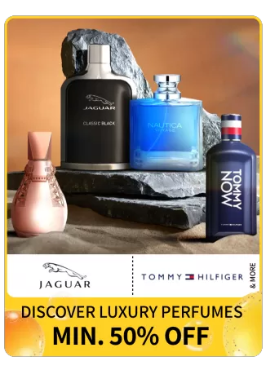 JAGUAR
CLASSIC BLACK
NAUTICA
TOMMY
NOW
JAGUAR
TOMMY HILFIGER
& MORE
DISCOVER LUXURY PERFUMES
MIN. 50% OFF